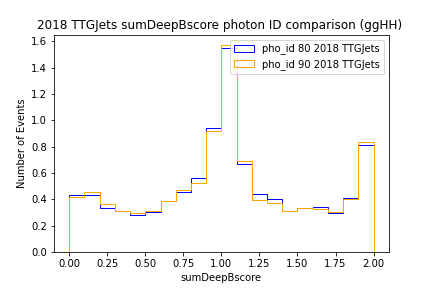 2018 TTGJets sumDeepBscore photon ID comparison (ggHH)
pho_id 80 2018 TTGJets
pho_id 90 2018 TTGJets
Number of Events
1.6
1.4
1.2
1.0
0.8
0.6
0.4
0.2
0.0
0.00 0.25 0.50 0.75 1.00 1.25 1.50 1.75 2.00
sumDeepBscore